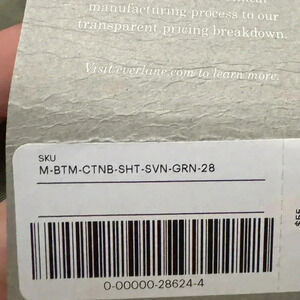 manufacturing process to our
transparent pricing breakdown.
Visit everlane.com to learn more.
SKU
M-BTM-CTNB-SHT-SVN-GRN-28
0-00000-28624-4
$55